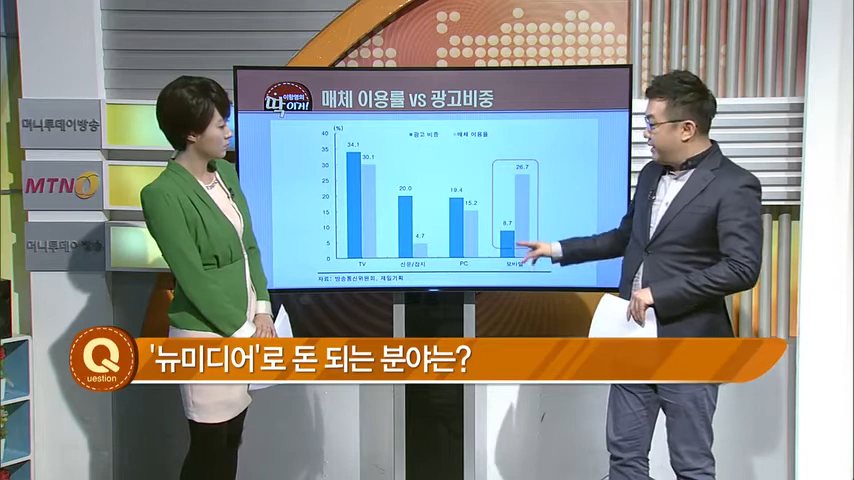 이항영의
딱이거!
매체 이용률 vs 광고비중
(%)
■광고 비중 ■매체 이용율
40
35
30
25
20
15
10
5
0
34.1
30.1
20.0
4.7
19.4
15.2
8.7
26.7
TV
신문/잡지
PC
모바일
자료: 방송통신위원회, 제일기획
머니투데이방송
MTN
머니투데이방송
Question
'뉴미디어'로 돈 되는 분야는?